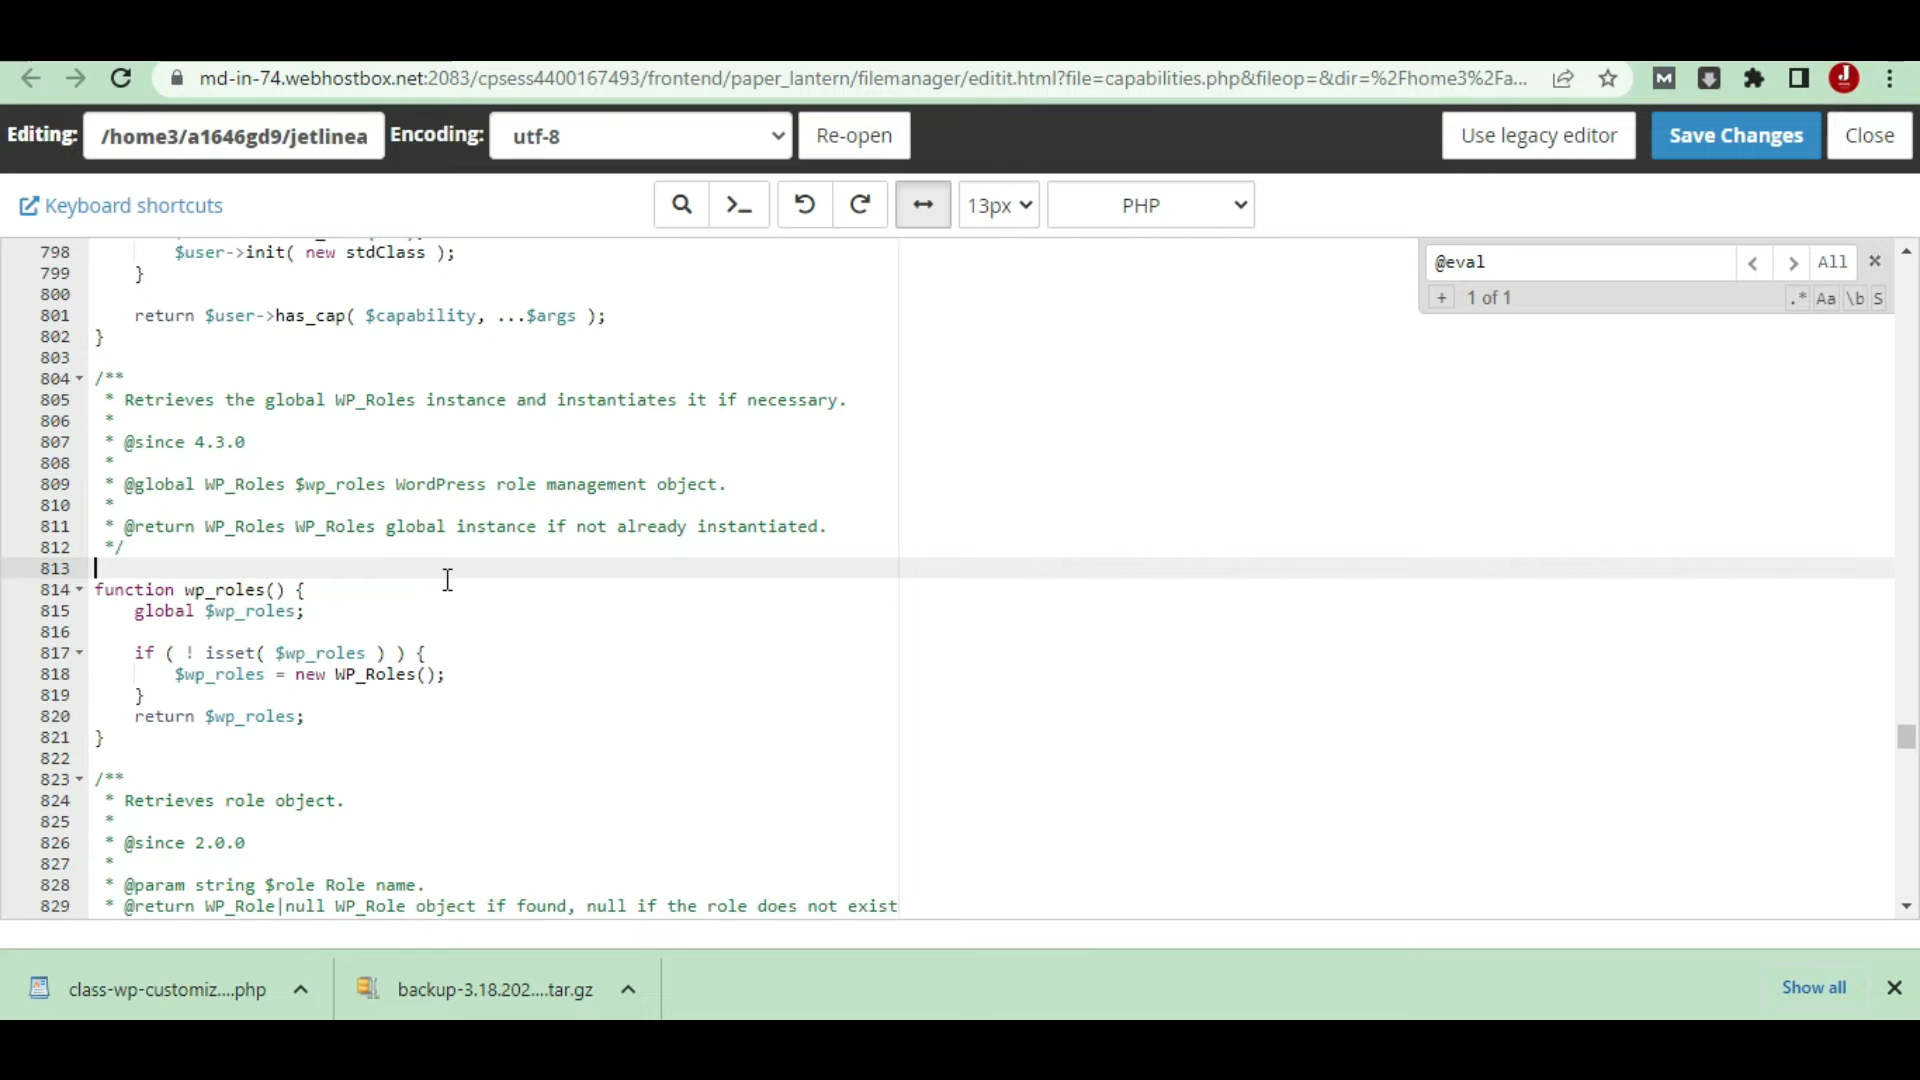 md-in-74.webhostbox.net:2083/cpsess4400167493/frontend/paper_lantern/filemanager/editit.html?file=capabilities.php&fileop=&dir=%2Fhome3%2Fa...
Editing: /home3/a1646gd9/jetlinea Encoding: utf-8 Re-open Use legacy editor Save Changes Close
Keyboard shortcuts 13px PHP
@eval All
+ 1 of 1 .* Aa \b S
798 $user->init( new stdClass );
799 }
800
801 return $user->has_cap( $capability, ...$args );
802 }
803
804 /**
805 * Retrieves the global WP_Roles instance and instantiates it if necessary.
806 *
807 * @since 4.3.0
808 *
809 * @global WP_Roles $wp_roles WordPress role management object.
810 *
811 * @return WP_Roles WP_Roles global instance if not already instantiated.
812 */
813
814 function wp_roles() {
815 global $wp_roles;
816
817 if ( ! isset( $wp_roles ) ) {
818 $wp_roles = new WP_Roles();
819 }
820 return $wp_roles;
821 }
822
823 /**
824 * Retrieves role object.
825 *
826 * @since 2.0.0
827 *
828 * @param string $role Role name.
829 * @return WP_Role|null WP_Role object if found, null if the role does not exist
class-wp-customiz....php backup-3.18.202....tar.gz Show all